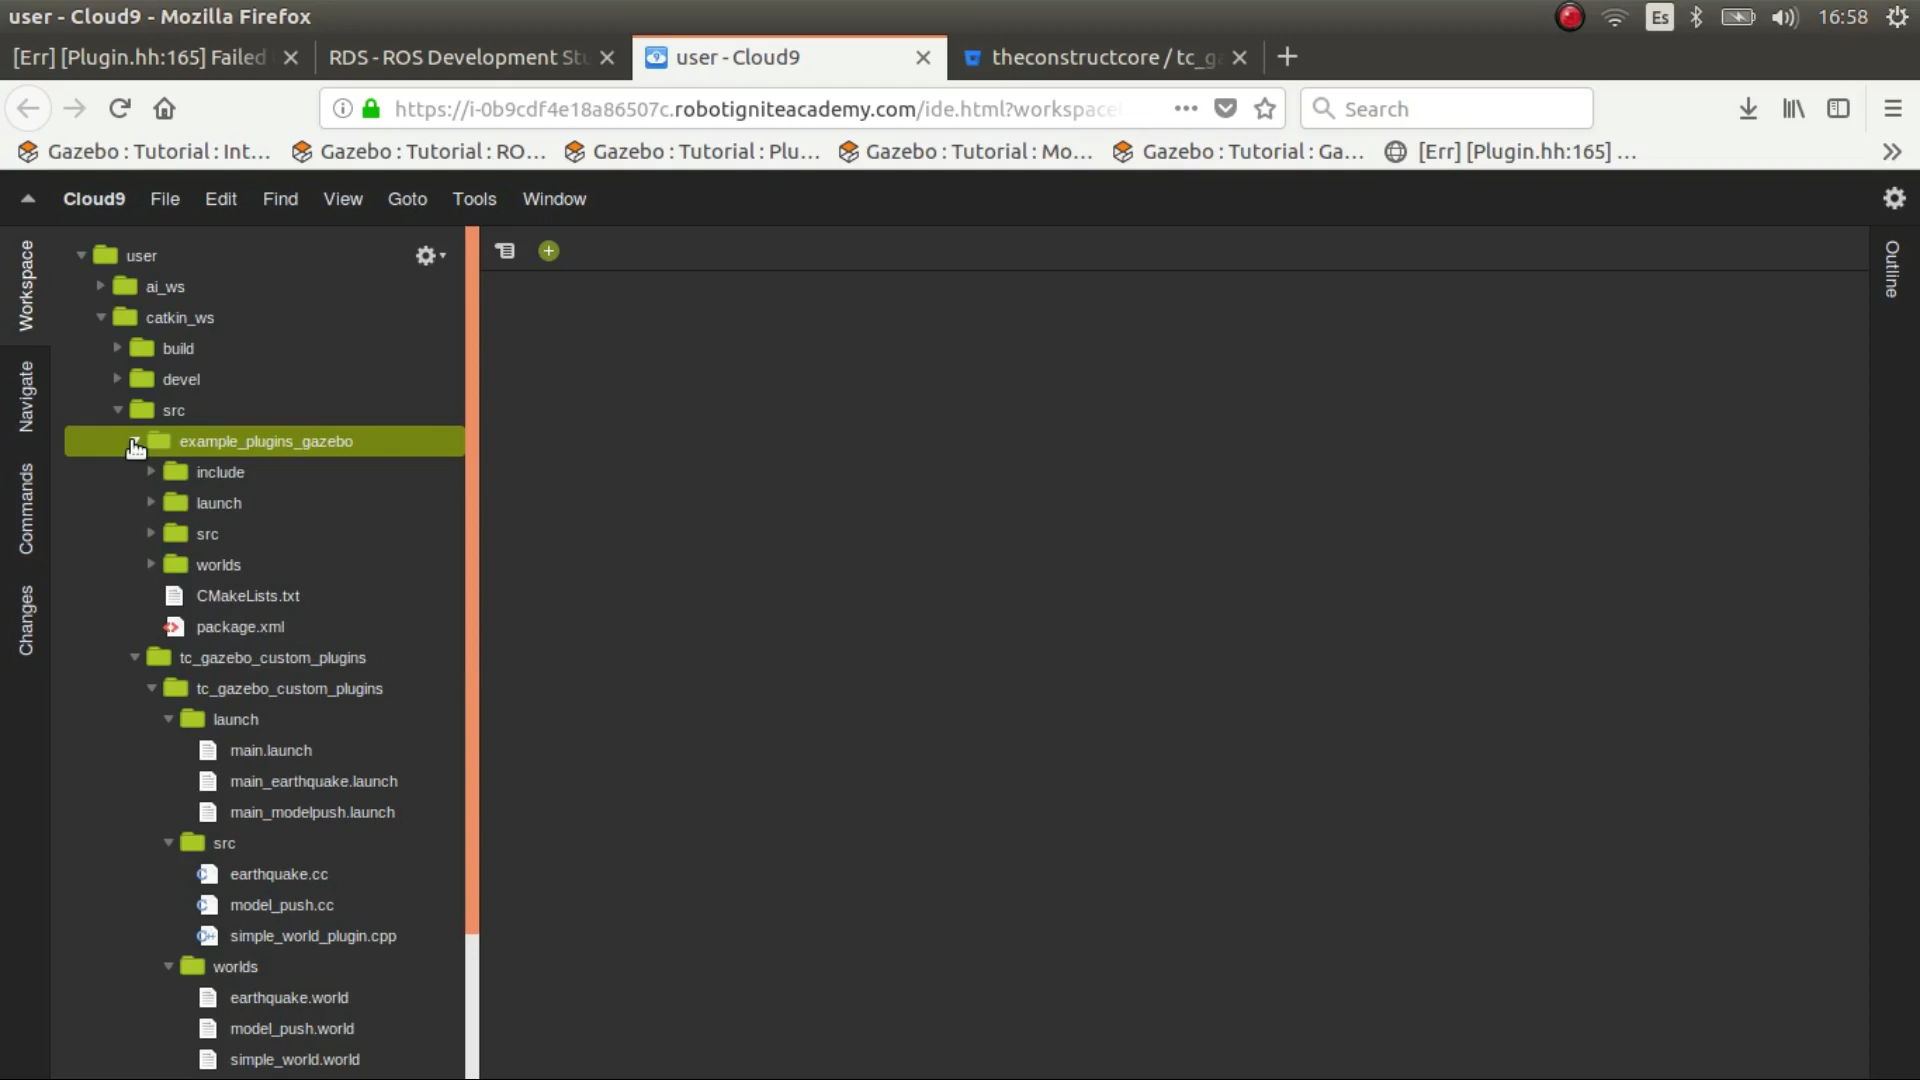 user - Cloud9 - Mozilla Firefox
Es
16:58
[Err] [Plugin.hh:165] Failed
RDS - ROS Development Stu
user - Cloud9
theconstructcore / tc_ga
https://i-0b9cdf4e18a86507c.robotigniteacademy.com/ide.html?workspace
Search
Gazebo : Tutorial : Int...
Gazebo : Tutorial : RO...
Gazebo : Tutorial : Plu...
Gazebo : Tutorial : Mo...
Gazebo : Tutorial : Ga...
[Err] [Plugin.hh:165] ...
Cloud9 File Edit Find View Goto Tools Window
Workspace
Navigate
Commands
Changes
user
ai_ws
catkin_ws
build
devel
src
example_plugins_gazebo
include
launch
src
worlds
CMakeLists.txt
package.xml
tc_gazebo_custom_plugins
tc_gazebo_custom_plugins
launch
main.launch
main_earthquake.launch
main_modelpush.launch
src
earthquake.cc
model_push.cc
simple_world_plugin.cpp
worlds
earthquake.world
model_push.world
simple_world.world
Outline